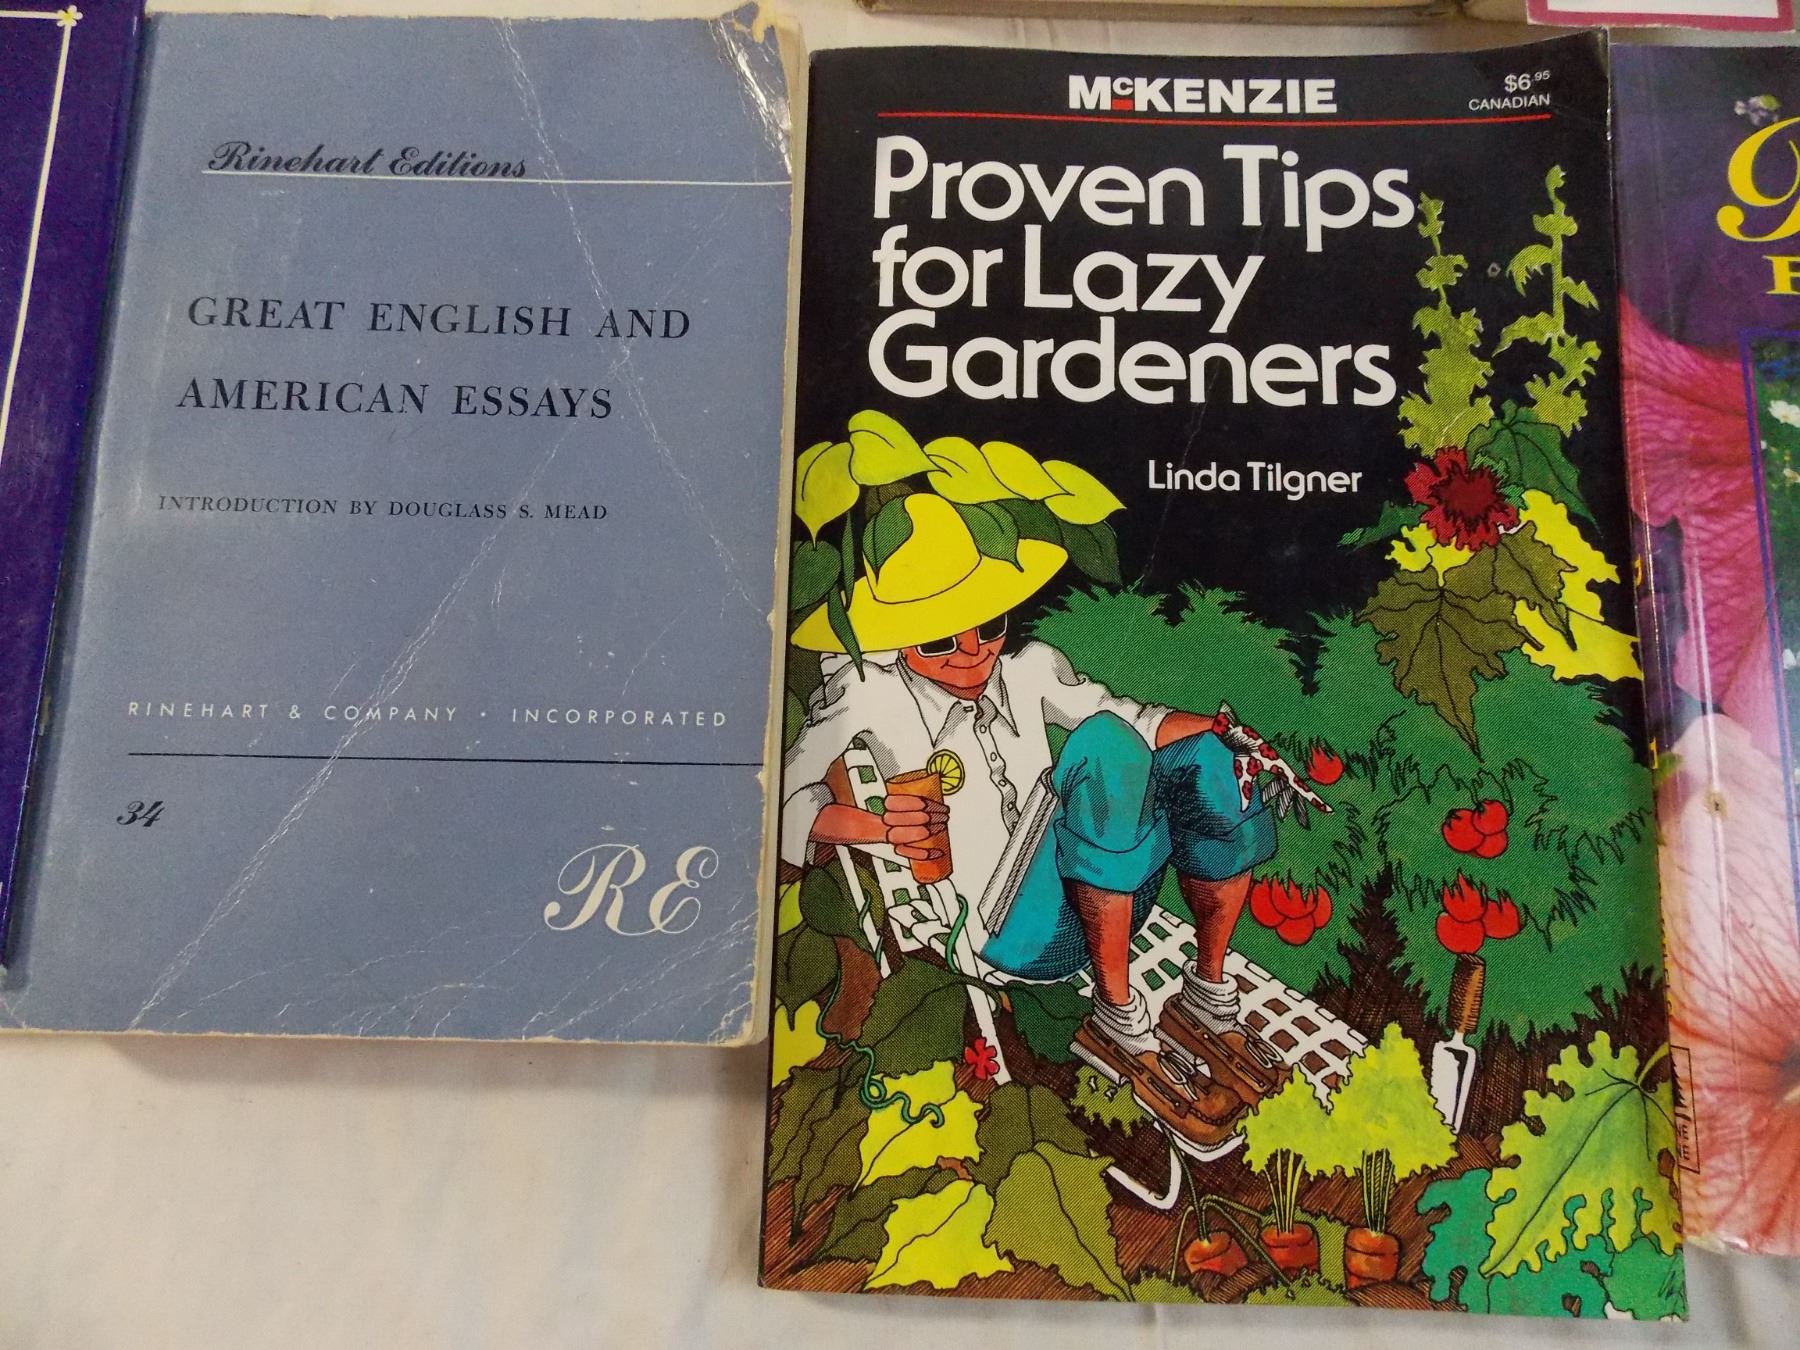 Rinehart Editions
GREAT ENGLISH AND
AMERICAN ESSAYS
INTRODUCTION BY DOUGLASS S. MEAD
RINEHART & COMPANY · INCORPORATED
34
RE
McKENZIE
$6.95
CANADIAN
Proven Tips
for Lazy
Gardeners
Linda Tilgner